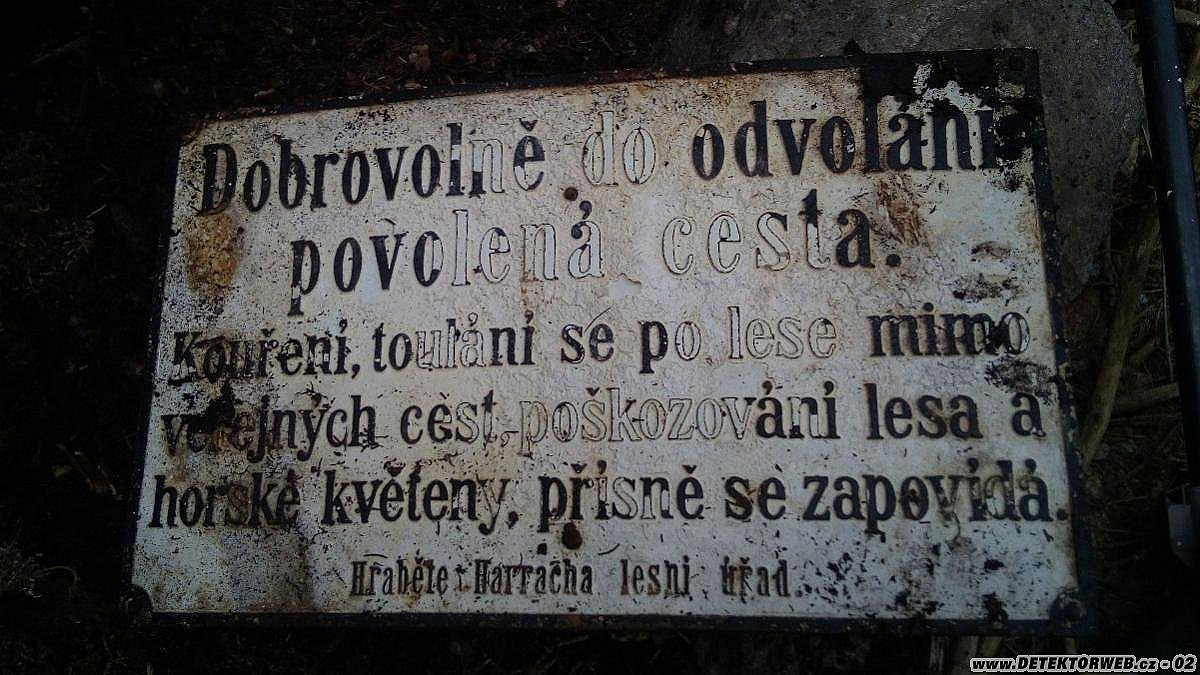 Dobrovolně do odvolání
povolená cesta.
Kouření, toulání se po lese mimo
veřejných cest, poškozování lesa a
horské květeny, přísně se zapovídá.
Hraběte Harracha lesní úřad.
www.DETEKTORWEB.cz - 02